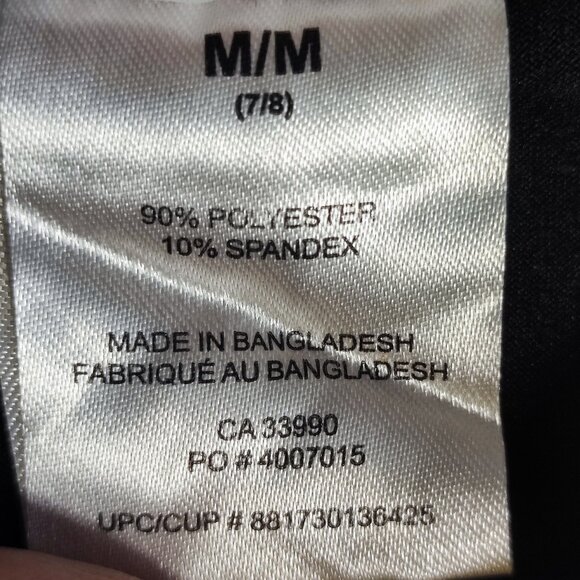 M/M
(7/8)
90% POLYESTER
10% SPANDEX
MADE IN BANGLADESH
FABRIQUÉ AU BANGLADESH
CA 33990
PO # 4007015
UPC/CUP # 881730136425